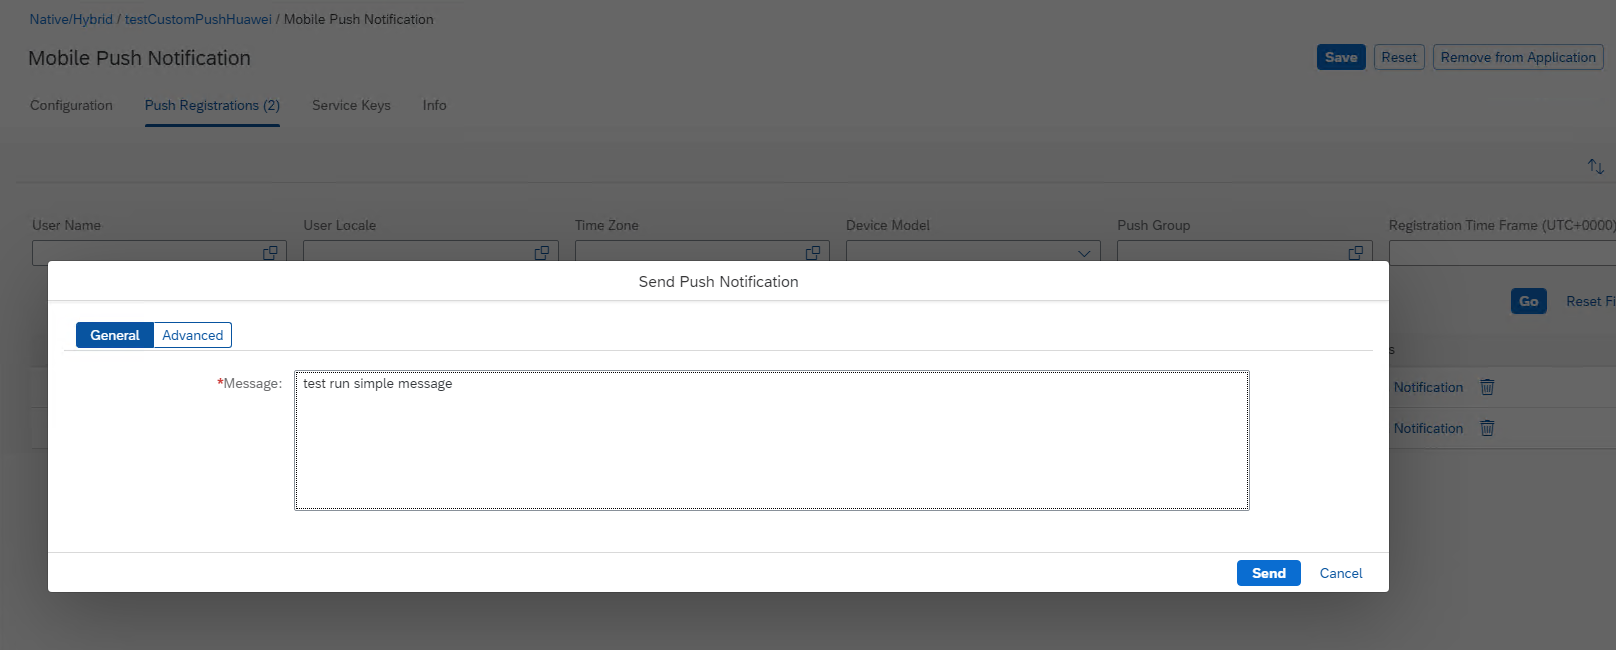 Native/Hybrid / testCustomPushHuawei / Mobile Push Notification
Mobile Push Notification
Save Reset Remove from Application
Configuration Push Registrations (2) Service Keys Info
User Name User Locale Time Zone Device Model Push Group Registration Time Frame (UTC+0000)
Send Push Notification
Go Reset Fi
General Advanced
s
*Message: test run simple message
Notification
Notification
Send Cancel